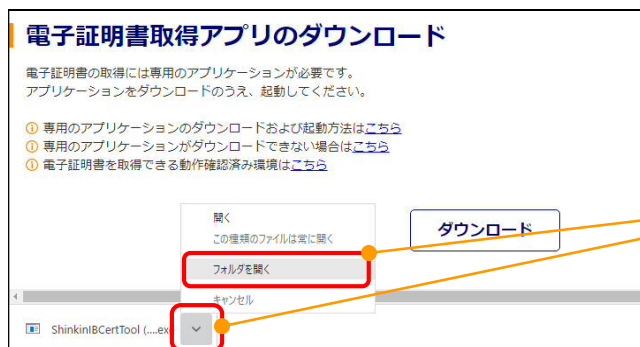 電子証明書取得アプリのダウンロード
電子証明書の取得には専用のアプリケーションが必要です。
アプリケーションをダウンロードのうえ、起動してください。
専用のアプリケーションのダウンロードおよび起動方法はこちら
専用のアプリケーションがダウンロードできない場合はこちら
電子証明書を取得できる動作確認済み環境はこちら
開く
この種類のファイルは常に開く
フォルダを開く
キャンセル
ダウンロード
ShinkinIBCertTool (....exe